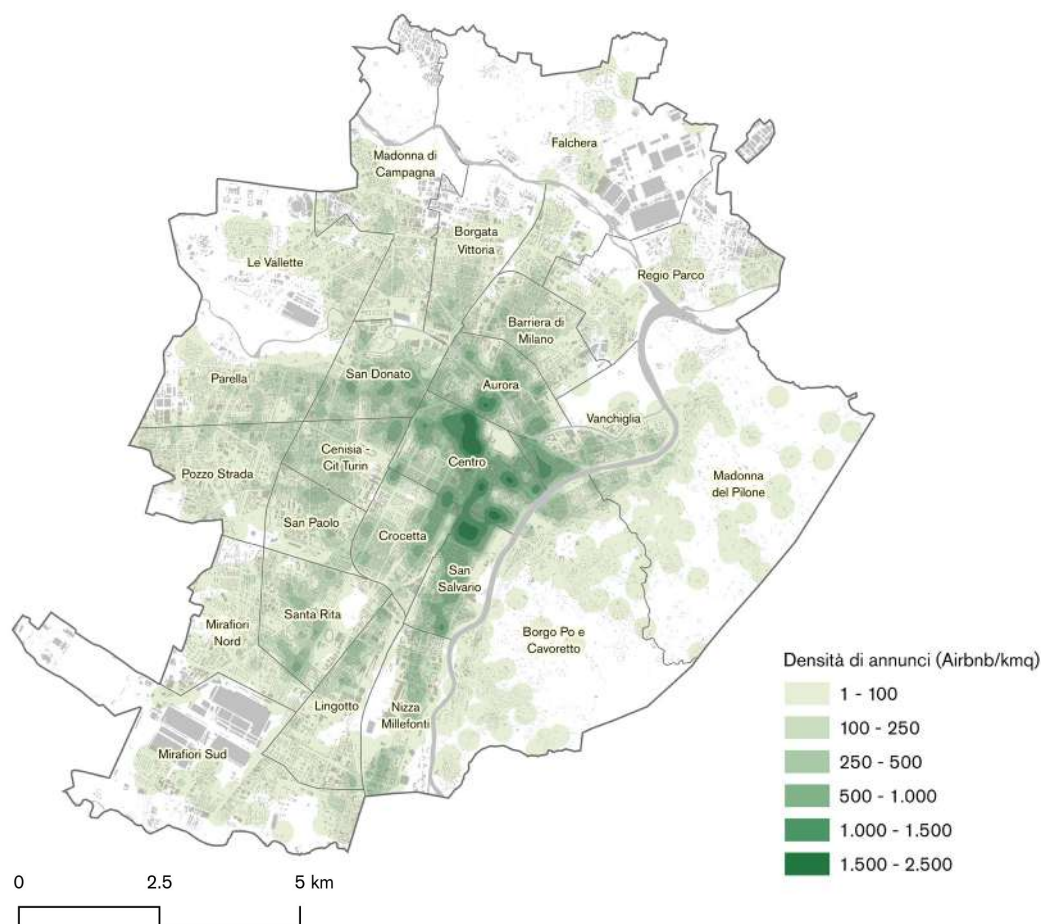 Falchera
Madonna di
Campagna
Borgata
Vittoria
Le Vallette
Regio Parco
Barriera di
Milano
San Donato
Parella
Aurora
Vanchiglia
Cenisia -
Cit Turin
Centro
Pozzo Strada
Madonna
del Pilone
San Paolo
Crocetta
San
Salvario
Santa Rita
Mirafiori
Nord
Borgo Po e
Cavoretto
Lingotto
Nizza
Millefonti
Mirafiori Sud
Densità di annunci (Airbnb/kmq)
1 - 100
100 - 250
250 - 500
500 - 1.000
1.000 - 1.500
1.500 - 2.500
0 2.5 5 km